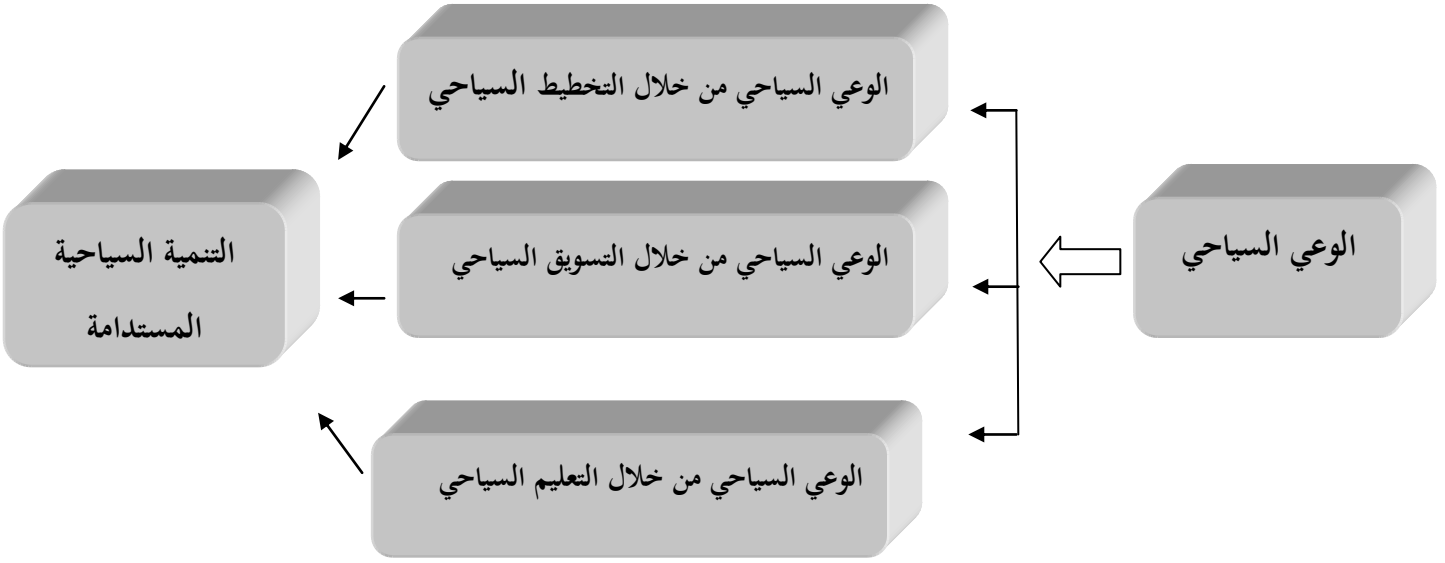 الوعي السياحي
الوعي السياحي من خلال التخطيط السياحي
الوعي السياحي من خلال التسويق السياحي
الوعي السياحي من خلال التعليم السياحي
التنمية السياحية
المستدامة